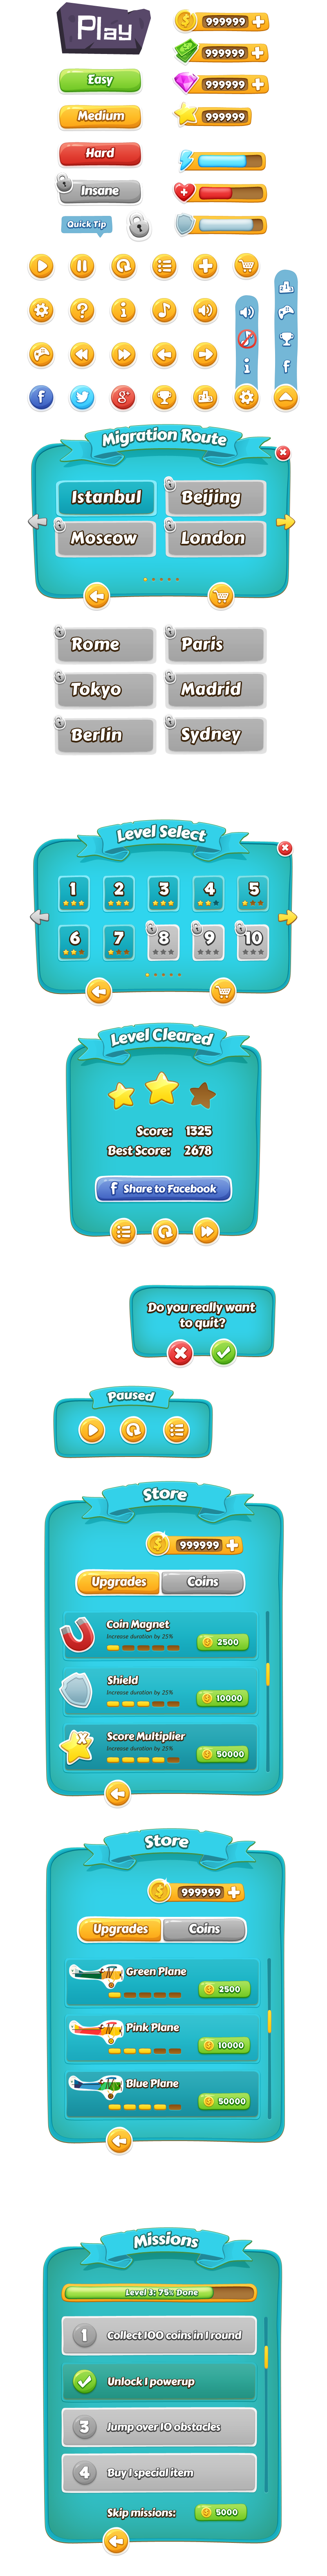 Play
999999
999999
Easy
999999
Medium
999999
Hard
Insane
Quick Tip
f
f
g+
Migration Route
Istanbul
Beijing
Moscow
London
Rome
Paris
Tokyo
Madrid
Berlin
Sydney
Level Select
1 2 3 4 5
6 7 8 9 10
Level Cleared
Score: 1325
Best Score: 2678
f Share to Facebook
Do you really want
to quit?
Paused
Store
999999
Upgrades
Coins
Coin Magnet
Increase duration by 25%
2500
Shield
Increase duration by 25%
10000
Score Multiplier
Increase duration by 25%
50000
Store
999999
Upgrades
Coins
Green Plane
2500
Pink Plane
10000
Blue Plane
50000
Missions
Level 3: 75% Done
1 Collect 100 coins in 1 round
Unlock 1 powerup
3 Jump over 10 obstacles
4 Buy 1 special item
Skip missions: 5000